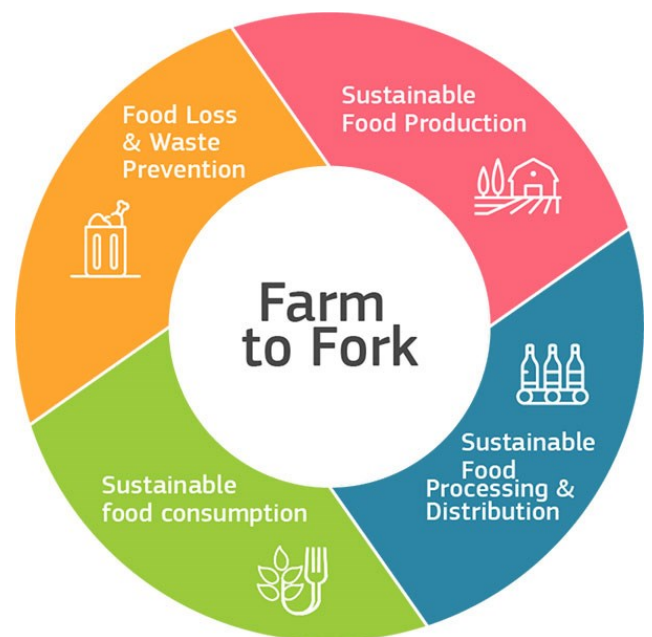 Farm
to Fork
Sustainable
Food Production
Sustainable
Food
Processing &
Distribution
Sustainable
food consumption
Food Loss
& Waste
Prevention